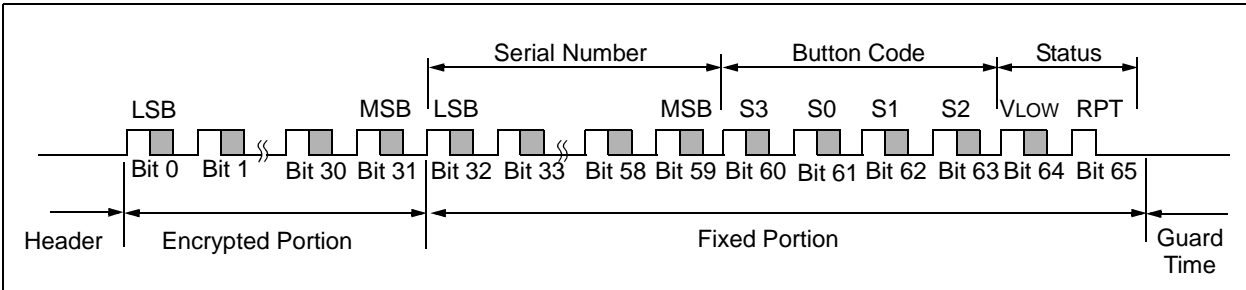 Serial Number Button Code Status
LSB MSB LSB MSB S3 S0 S1 S2 VLOW RPT
Bit 0 Bit 1 Bit 30 Bit 31 Bit 32 Bit 33 Bit 58 Bit 59 Bit 60 Bit 61 Bit 62 Bit 63 Bit 64 Bit 65
Header Encrypted Portion Fixed Portion Guard
Time